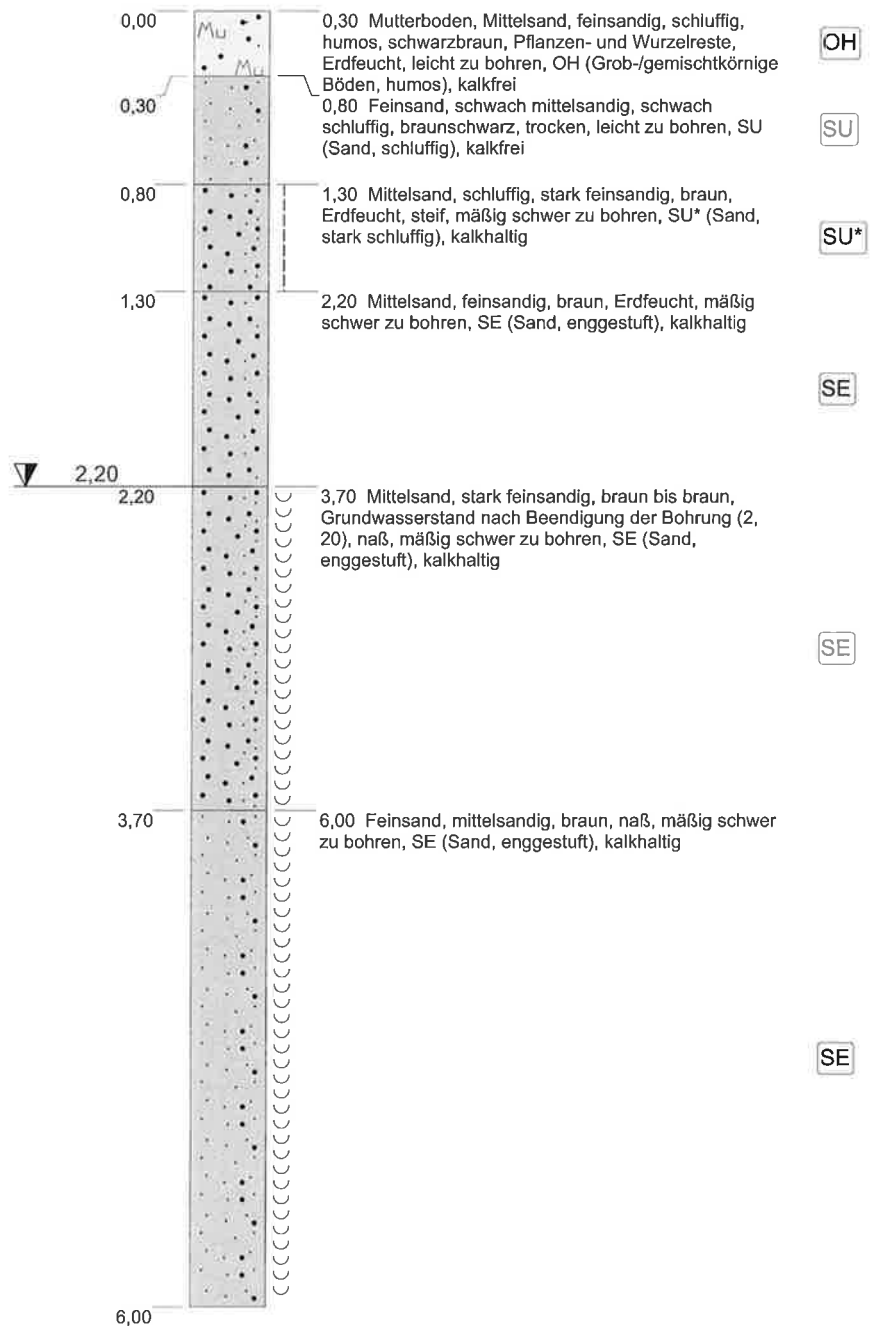 0,00
Mu
Mu
0,30 Mutterboden, Mittelsand, feinsandig, schluffig,
humos, schwarzbraun, Pflanzen- und Wurzelreste,
Erdfeucht, leicht zu bohren, OH (Grob-/gemischtkörnige
Böden, humos), kalkfrei
OH
0,30
0,80 Feinsand, schwach mittelsandig, schwach
schluffig, braunschwarz, trocken, leicht zu bohren, SU
(Sand, schluffig), kalkfrei
SU
0,80
1,30 Mittelsand, schluffig, stark feinsandig, braun,
Erdfeucht, steif, mäßig schwer zu bohren, SU* (Sand,
stark schluffig), kalkhaltig
SU*
1,30
2,20 Mittelsand, feinsandig, braun, Erdfeucht, mäßig
schwer zu bohren, SE (Sand, enggestuft), kalkhaltig
SE
2,20
2,20
3,70 Mittelsand, stark feinsandig, braun bis braun,
Grundwasserstand nach Beendigung der Bohrung (2,
20), naß, mäßig schwer zu bohren, SE (Sand,
enggestuft), kalkhaltig
SE
3,70
6,00 Feinsand, mittelsandig, braun, naß, mäßig schwer
zu bohren, SE (Sand, enggestuft), kalkhaltig
SE
6,00